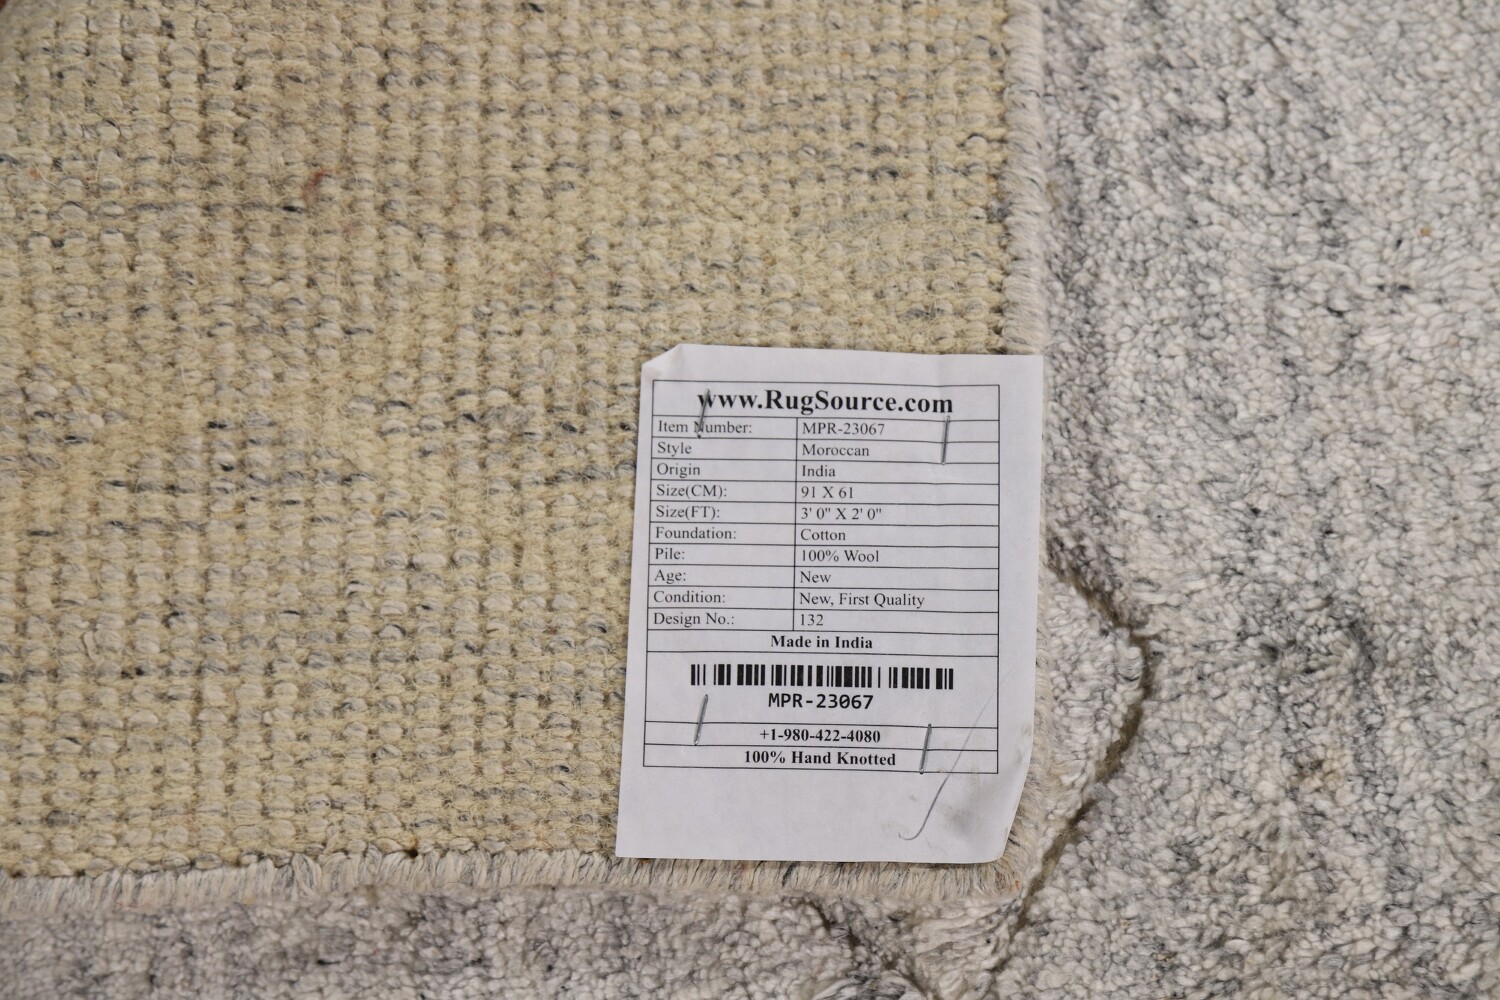 www.RugSource.com
Item Number: MPR-23067
Style Moroccan
Origin India
Size(CM): 91 X 61
Size(FT): 3' 0" X 2' 0"
Foundation: Cotton
Pile: 100% Wool
Age: New
Condition: New, First Quality
Design No.: 132
Made in India
MPR-23067
+1-980-422-4080
100% Hand Knotted